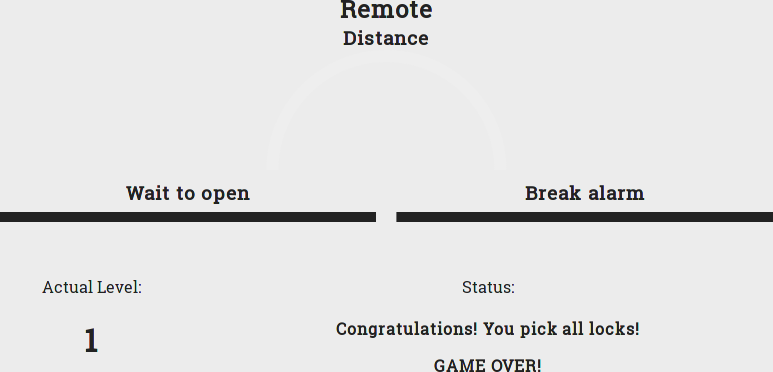 Remote
Distance
Wait to open
Break alarm
Actual Level:
Status:
1
Congratulations! You pick all locks!
GAME OVER!